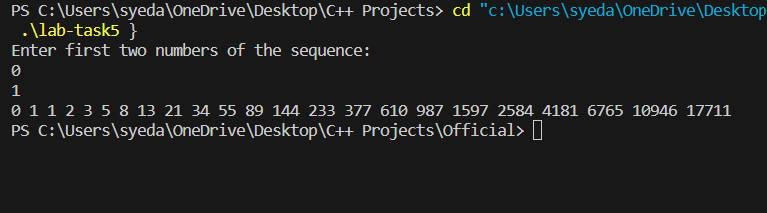 PS C:\Users\syeda\OneDrive\Desktop\C++ Projects> cd "c:\Users\syeda\OneDrive\Desktop
.\lab-task5 }
Enter first two numbers of the sequence:
0
1
0 1 1 2 3 5 8 13 21 34 55 89 144 233 377 610 987 1597 2584 4181 6765 10946 17711
PS C:\Users\syeda\OneDrive\Desktop\C++ Projects\Official>